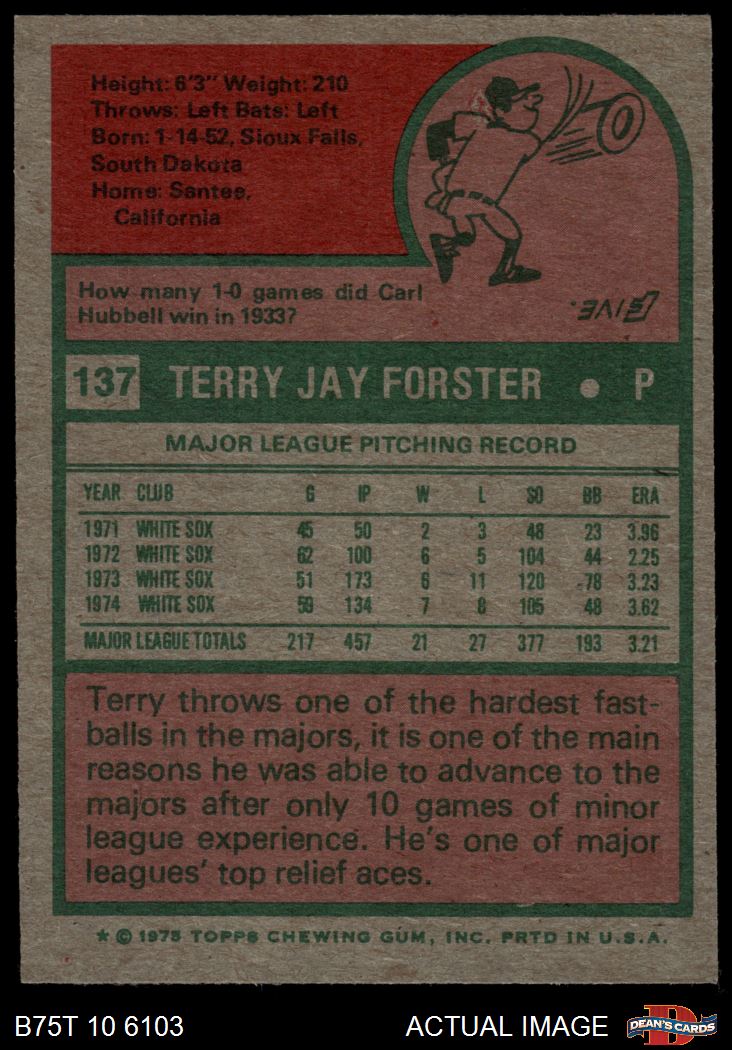 Height: 6'3" Weight: 210
Throws: Left Bats: Left
Born: 1-14-52, Sioux Falls,
South Dakota
Home: Santee,
California
How many 1-0 games did Carl
Hubbell win in 1933?
FIVE.
137 TERRY JAY FORSTER • P
MAJOR LEAGUE PITCHING RECORD
YEAR CLUB G IP W L SO BB ERA
1971 WHITE SOX 45 50 2 3 48 23 3.96
1972 WHITE SOX 62 100 6 5 104 44 2.25
1973 WHITE SOX 51 173 6 11 120 78 3.23
1974 WHITE SOX 59 134 7 8 105 48 3.62
MAJOR LEAGUE TOTALS 217 457 21 27 377 193 3.21
Terry throws one of the hardest fast-
balls in the majors, it is one of the main
reasons he was able to advance to the
majors after only 10 games of minor
league experience. He's one of major
leagues' top relief aces.
★ © 1975 TOPPS CHEWING GUM, INC. PRTD IN U.S.A.
B75T 10 6103 ACTUAL IMAGE D DEAN'S CARDS